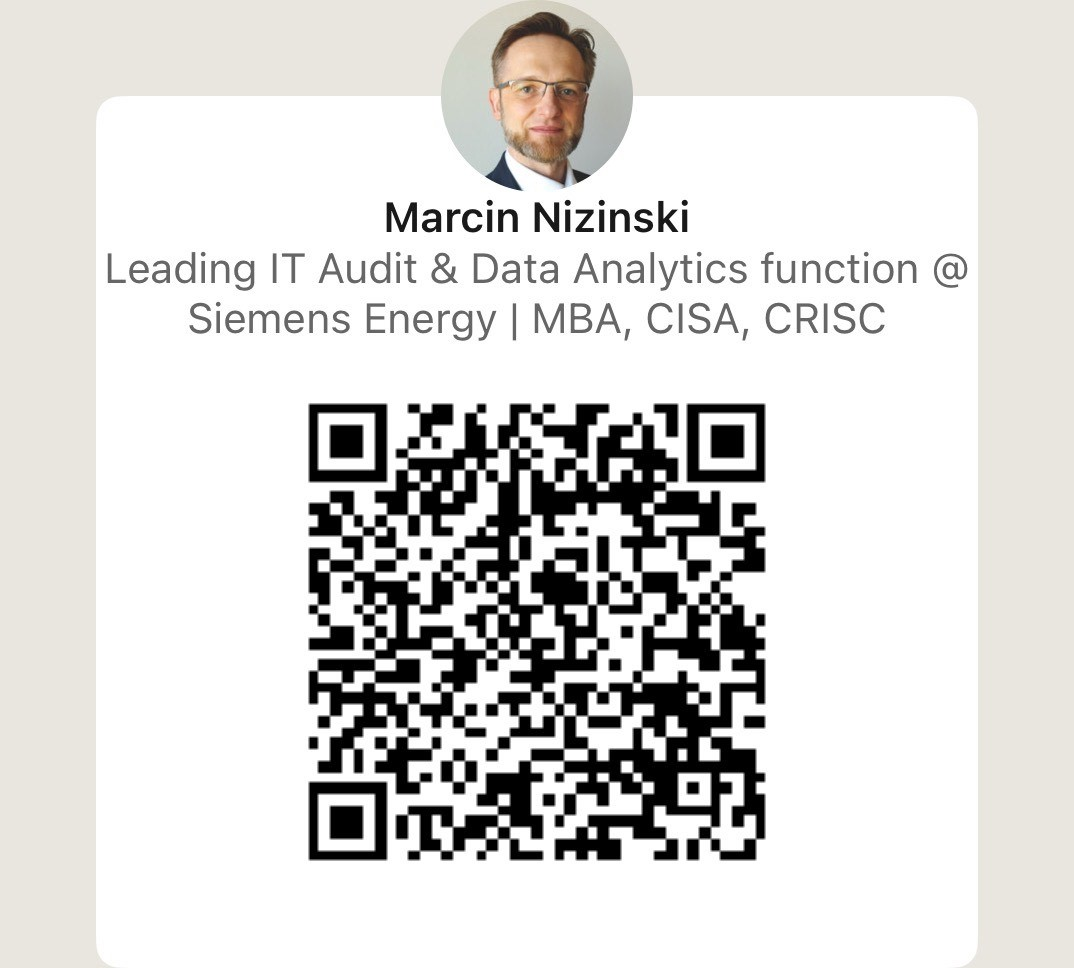 Marcin Nizinski
Leading IT Audit & Data Analytics function @
Siemens Energy | MBA, CISA, CRISC